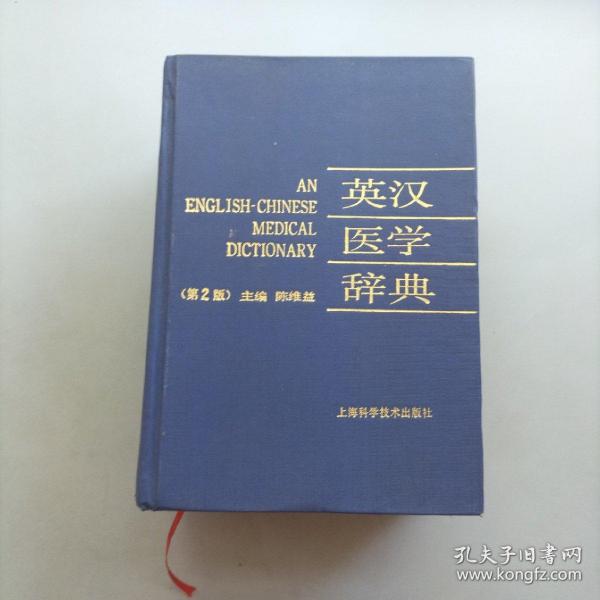 AN
ENGLISH-CHINESE
MEDICAL
DICTIONARY
(第2版) 主编 陈维益
英汉
医学
辞典
上海科学技术出版社
孔夫子旧书网
www.kongfz.com